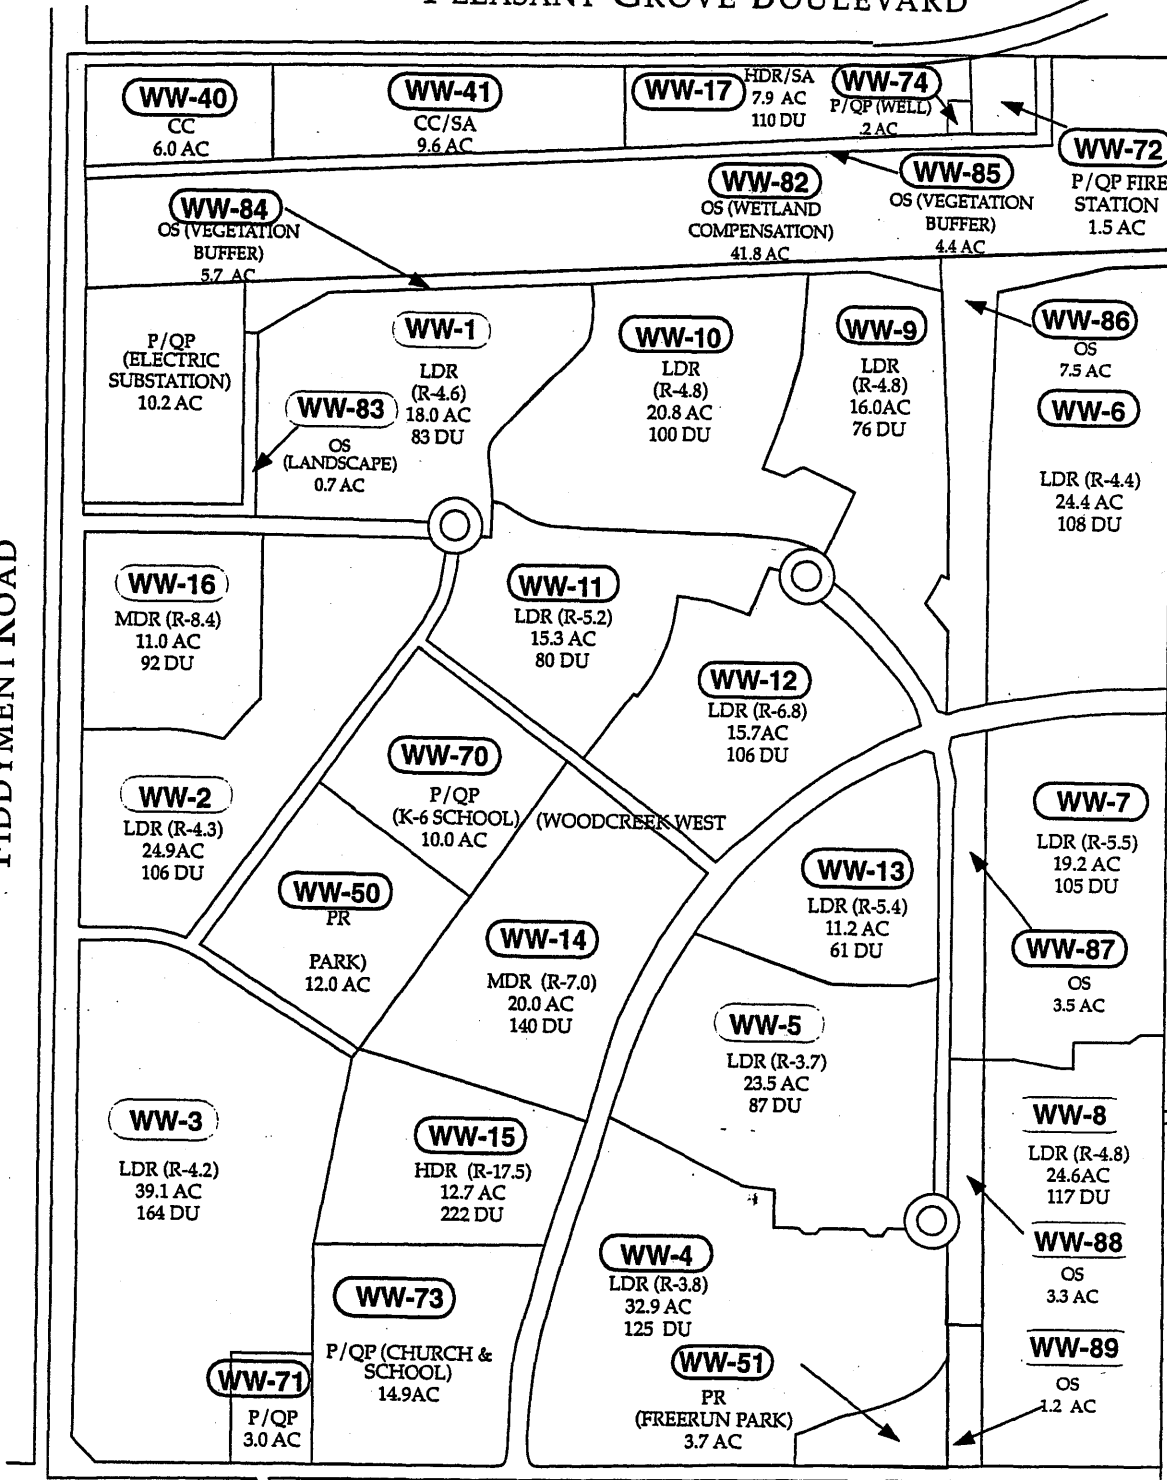 PLEASANT GROVE BOULEVARD
WW-40
CC
6.0 AC
WW-41
CC/SA
9.6 AC
WW-17
HDR/SA
7.9 AC
110 DU
WW-74
P/QP (WELL)
.2 AC
WW-72
P/QP FIRE
STATION
1.5 AC
WW-84
OS (VEGETATION
BUFFER)
5.7 AC
WW-82
OS (WETLAND
COMPENSATION)
41.8 AC
WW-85
OS (VEGETATION
BUFFER)
4.4 AC
P/QP
(ELECTRIC
SUBSTATION)
10.2 AC
WW-1
LDR
(R-4.6)
18.0 AC
83 DU
WW-83
OS
(LANDSCAPE)
0.7 AC
WW-10
LDR
(R-4.8)
20.8 AC
100 DU
WW-9
LDR
(R-4.8)
16.0AC
76 DU
WW-86
OS
7.5 AC
WW-6
LDR (R-4.4)
24.4 AC
108 DU
FIDDYMENT ROAD
WW-16
MDR (R-8.4)
11.0 AC
92 DU
WW-11
LDR (R-5.2)
15.3 AC
80 DU
WW-12
LDR (R-6.8)
15.7AC
106 DU
WW-2
LDR (R-4.3)
24.9AC
106 DU
WW-70
P/QP
(K-6 SCHOOL)
10.0 AC
(WOODCREEK WEST
WW-50
PR
PARK)
12.0 AC
WW-13
LDR (R-5.4)
11.2 AC
61 DU
WW-7
LDR (R-5.5)
19.2 AC
105 DU
WW-87
OS
3.5 AC
WW-14
MDR (R-7.0)
20.0 AC
140 DU
WW-5
LDR (R-3.7)
23.5 AC
87 DU
WW-3
LDR (R-4.2)
39.1 AC
164 DU
WW-15
HDR (R-17.5)
12.7 AC
222 DU
WW-8
LDR (R-4.8)
24.6AC
117 DU
WW-88
OS
3.3 AC
WW-4
LDR (R-3.8)
32.9 AC
125 DU
WW-73
P/QP (CHURCH &
SCHOOL)
14.9AC
WW-71
P/QP
3.0 AC
WW-51
PR
(FREERUN PARK)
3.7 AC
WW-89
OS
1.2 AC